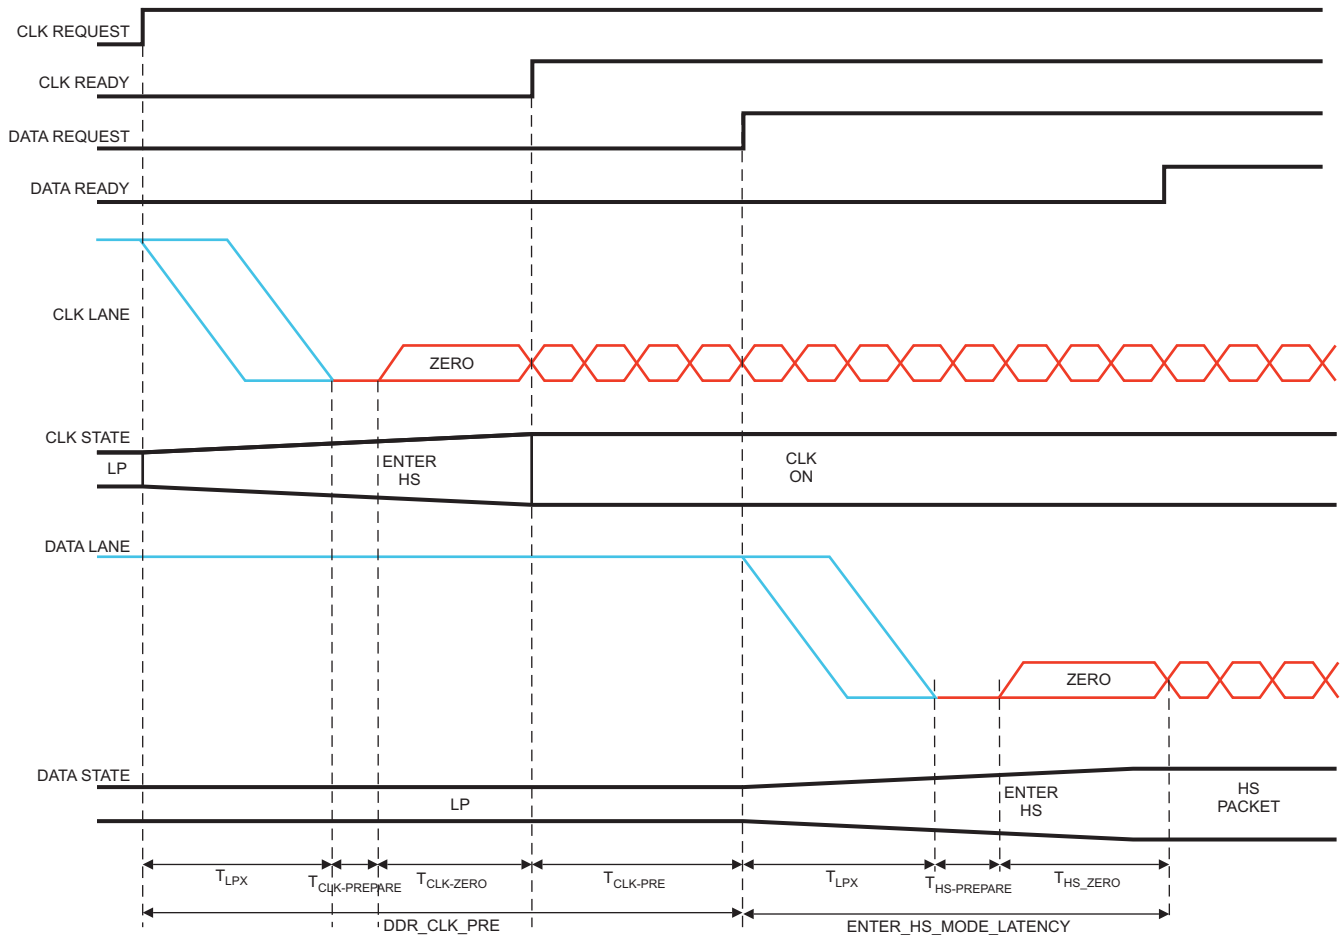 CLK REQUEST
CLK READY
DATA REQUEST
DATA READY
CLK LANE
ZERO
CLK STATE
LP
ENTER
HS
CLK
ON
DATA LANE
ZERO
DATA STATE
LP
ENTER
HS
HS
PACKET
TLPX
TCLK-PREPARE
TCLK-ZERO
TCLK-PRE
TLPX
THS-PREPARE
THS_ZERO
DDR_CLK_PRE
ENTER_HS_MODE_LATENCY